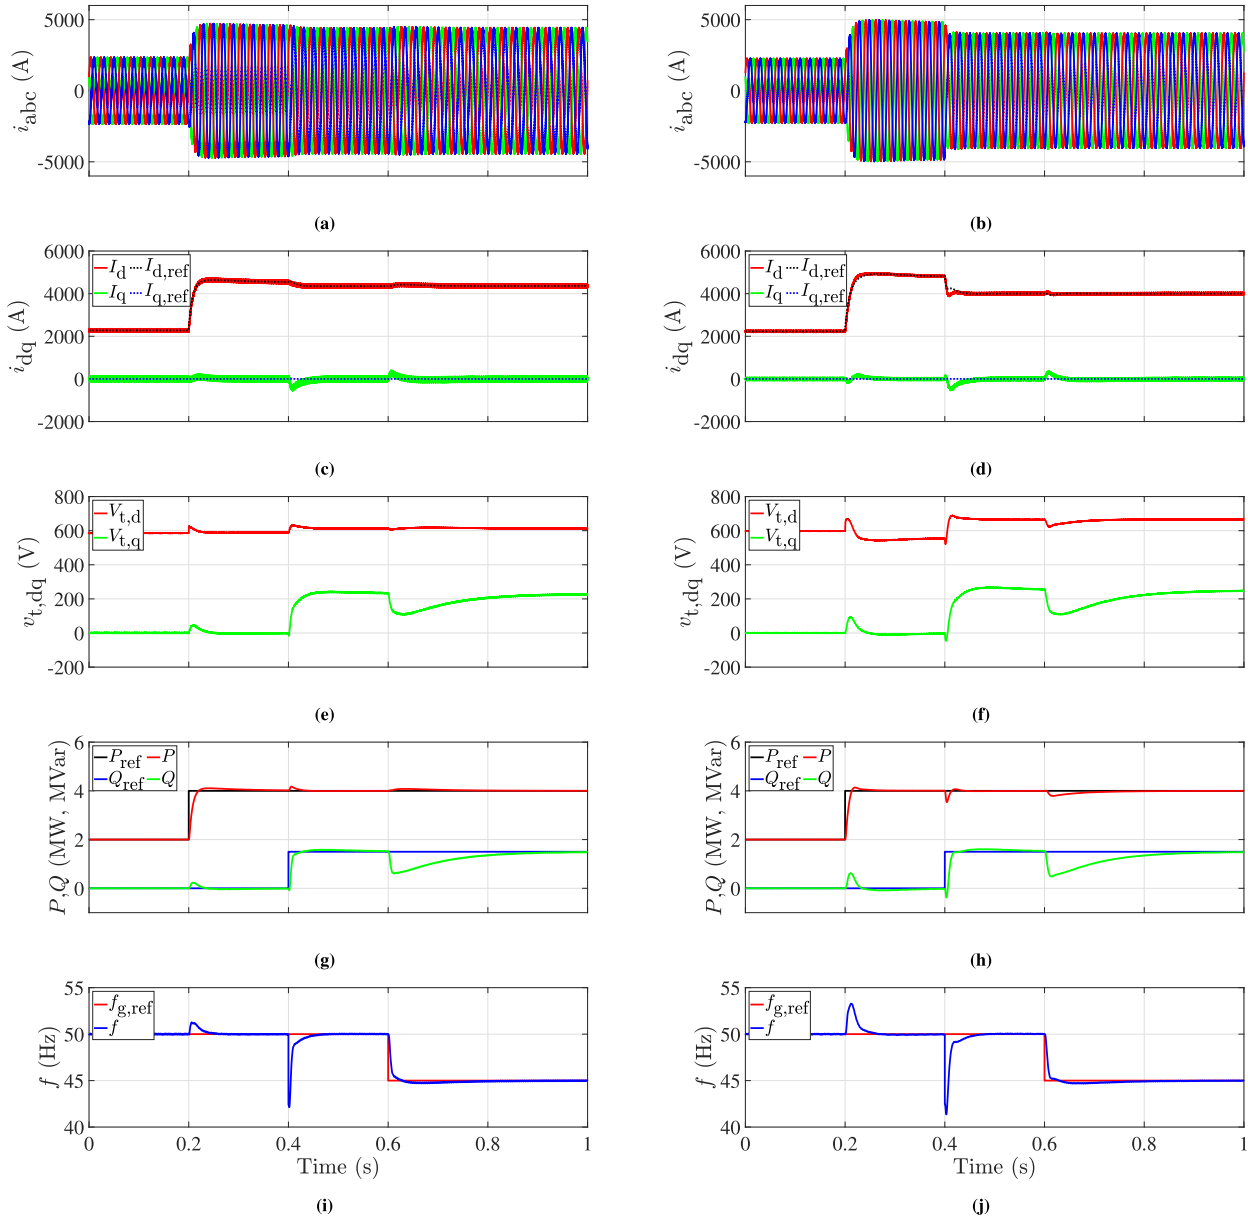 5000
0
-5000
i_abc (A)
(a)
5000
0
-5000
i_abc (A)
(b)
6000
4000
2000
0
-2000
i_dq (A)
I_d I_d,ref
I_q I_q,ref
(c)
6000
4000
2000
0
-2000
i_dq (A)
I_d I_d,ref
I_q I_q,ref
(d)
800
600
400
200
0
-200
v_t,dq (V)
V_t,d
V_t,q
(e)
800
600
400
200
0
-200
v_t,dq (V)
V_t,d
V_t,q
(f)
6
4
2
0
P,Q (MW, MVar)
P_ref P
Q_ref Q
(g)
6
4
2
0
P,Q (MW, MVar)
P_ref P
Q_ref Q
(h)
55
50
45
40
f (Hz)
f_g,ref
f
0 0.2 0.4 0.6 0.8 1
Time (s)
(i)
55
50
45
40
f (Hz)
f_g,ref
f
0 0.2 0.4 0.6 0.8 1
Time (s)
(j)